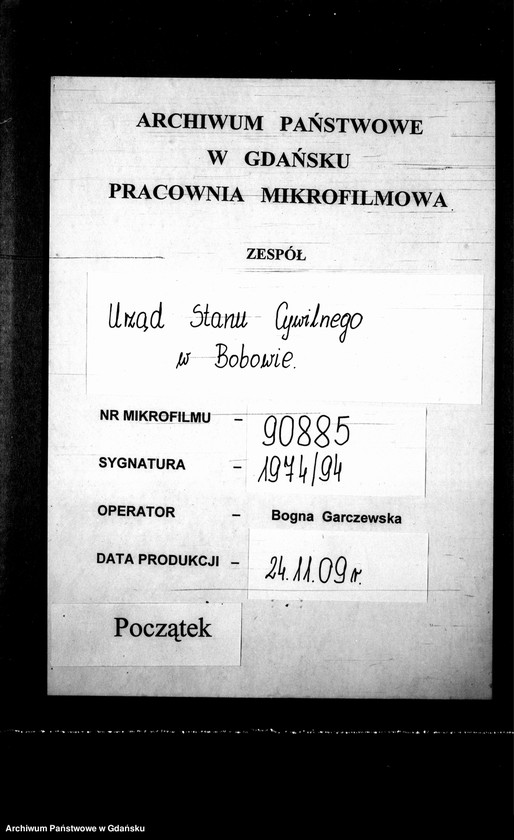 ARCHIWUM PAŃSTWOWE
W GDAŃSKU
PRACOWNIA MIKROFILMOWA
ZESPÓŁ
Urząd Stanu Cywilnego
w Bobowie.
NR MIKROFILMU – 90885
SYGNATURA – 1974/94
OPERATOR – Bogna Garczewska
DATA PRODUKCJI – 24.11.09 r.
Początek
Archiwum Państwowe w Gdańsku